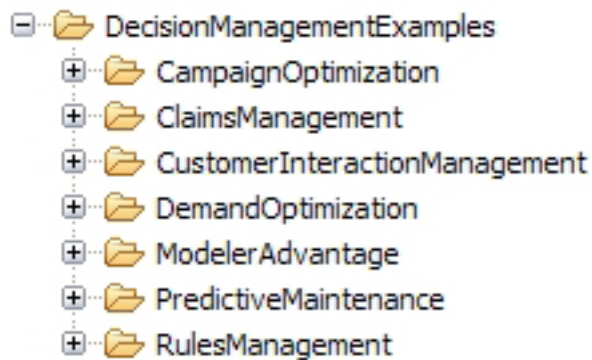 DecisionManagementExamples
CampaignOptimization
ClaimsManagement
CustomerInteractionManagement
DemandOptimization
ModelerAdvantage
PredictiveMaintenance
RulesManagement